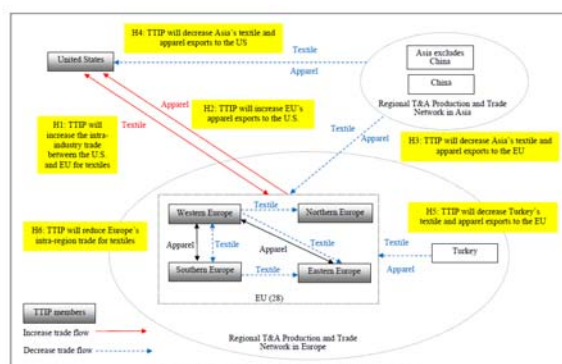 H4: TTIP will decrease Asia's textile
and apparel exports to the US
Textile
Apparel
United States
Asia excludes
China
China
Regional T&A Production and Trade
Network in Asia
H1: TTIP will
increase the intra-
industry trade
between the U.S.
and EU for textiles
Textile
Apparel
H2: TTIP will increase EU's
apparel exports to the U.S.
Textile
Apparel
H3: TTIP will decrease Asia's textile
and apparel exports to the EU
H6: TTIP will reduce Europe's
intra-region trade for textiles
Western Europe
Textile
Northern Europe
Apparel
Textile
Apparel
Textile
Southern Europe
Textile
Eastern Europe
EU (28)
H5: TTIP will decrease Turkey's
textile and apparel exports to the EU
Textile
Apparel
Turkey
TTIP members
Increase trade flow
Decrease trade flow
Regional T&A Production and Trade
Network in Europe